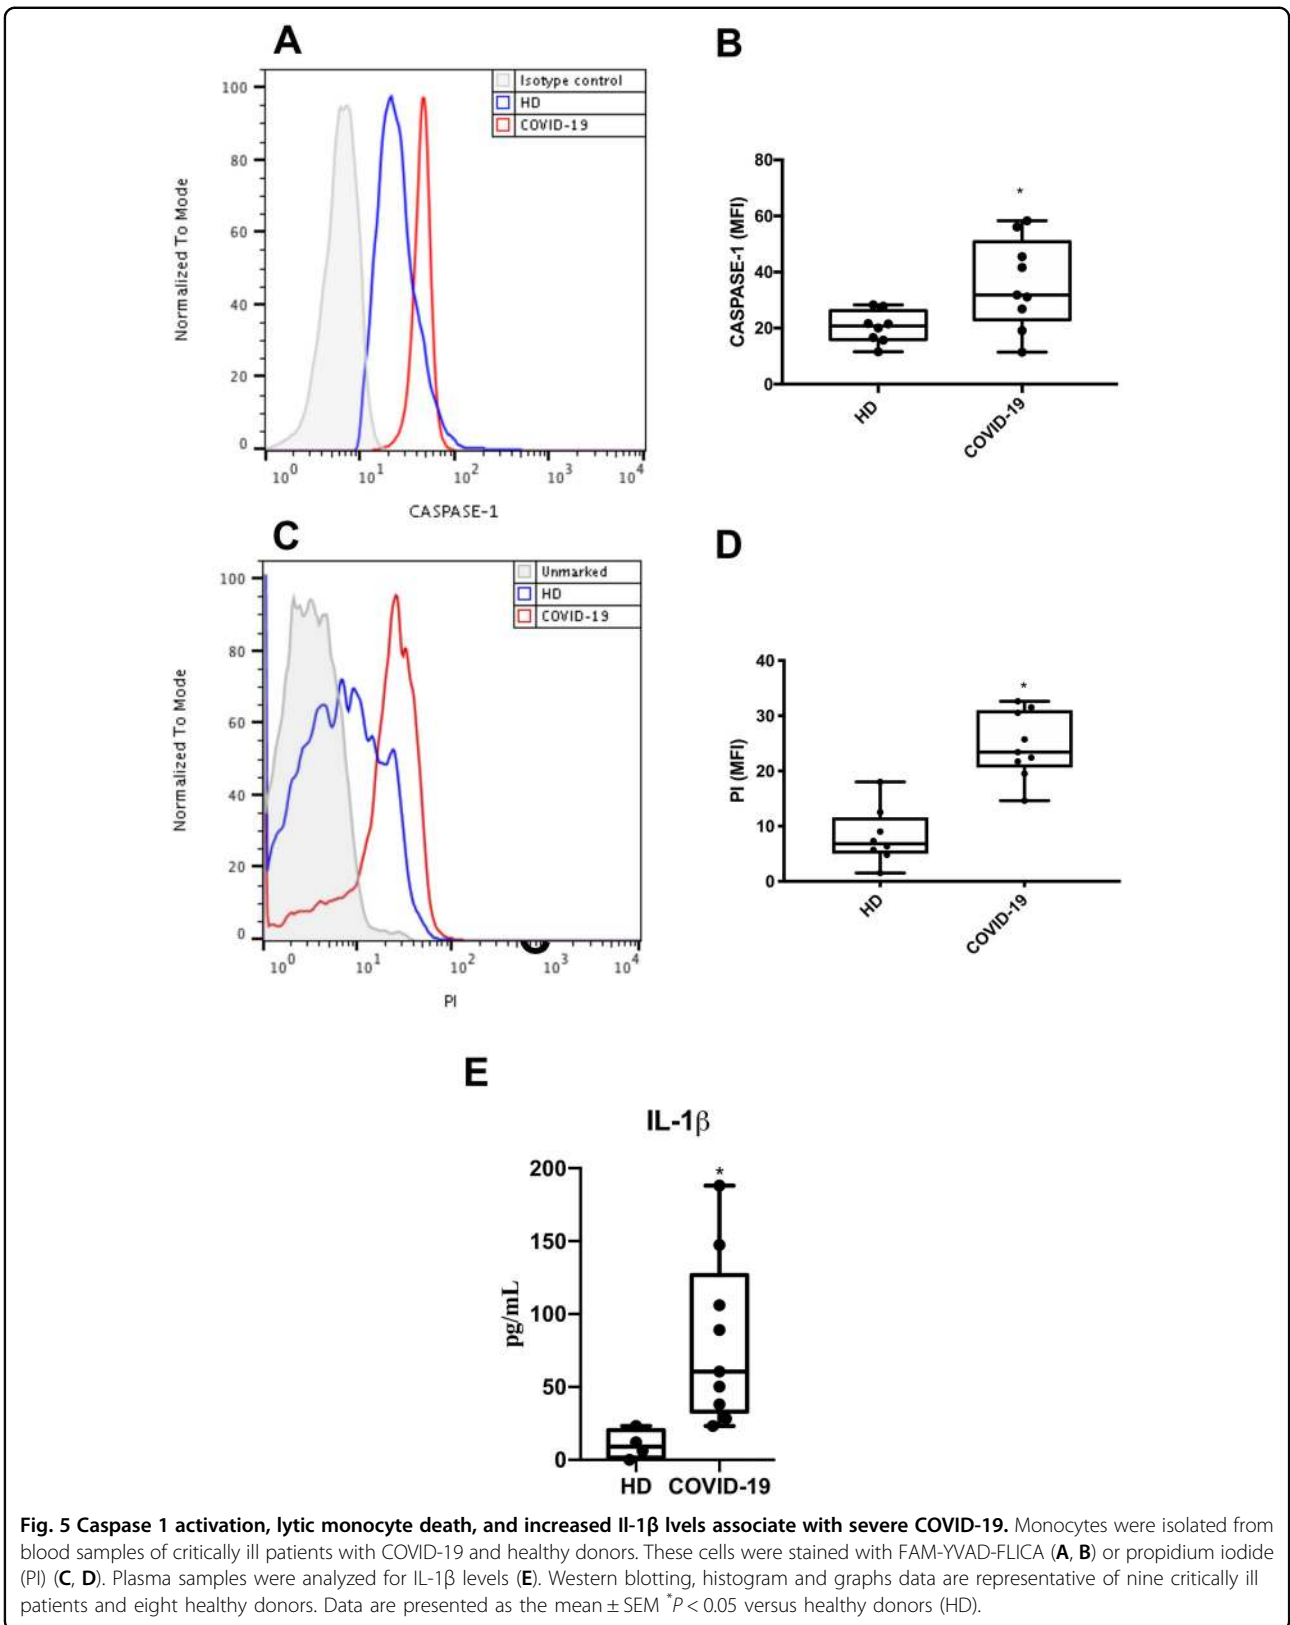 A
Isotype control
HD
COVID-19
100
80
60
40
20
0
Normalized To Mode
10^0 10^1 10^2 10^3 10^4
CASPASE-1
B
80
60
40
20
0
CASPASE-1 (MFI)
*
HD
COVID-19
C
Unmarked
HD
COVID-19
100
80
60
40
20
0
Normalized To Mode
10^0 10^1 10^2 10^3 10^4
PI
D
40
30
20
10
0
PI (MFI)
*
HD
COVID-19
E
IL-1β
200
150
100
50
0
pg/mL
*
HD COVID-19
Fig. 5 Caspase 1 activation, lytic monocyte death, and increased Il-1β lvels associate with severe COVID-19. Monocytes were isolated from
blood samples of critically ill patients with COVID-19 and healthy donors. These cells were stained with FAM-YVAD-FLICA (A, B) or propidium iodide
(PI) (C, D). Plasma samples were analyzed for IL-1β levels (E). Western blotting, histogram and graphs data are representative of nine critically ill
patients and eight healthy donors. Data are presented as the mean ± SEM *P < 0.05 versus healthy donors (HD).